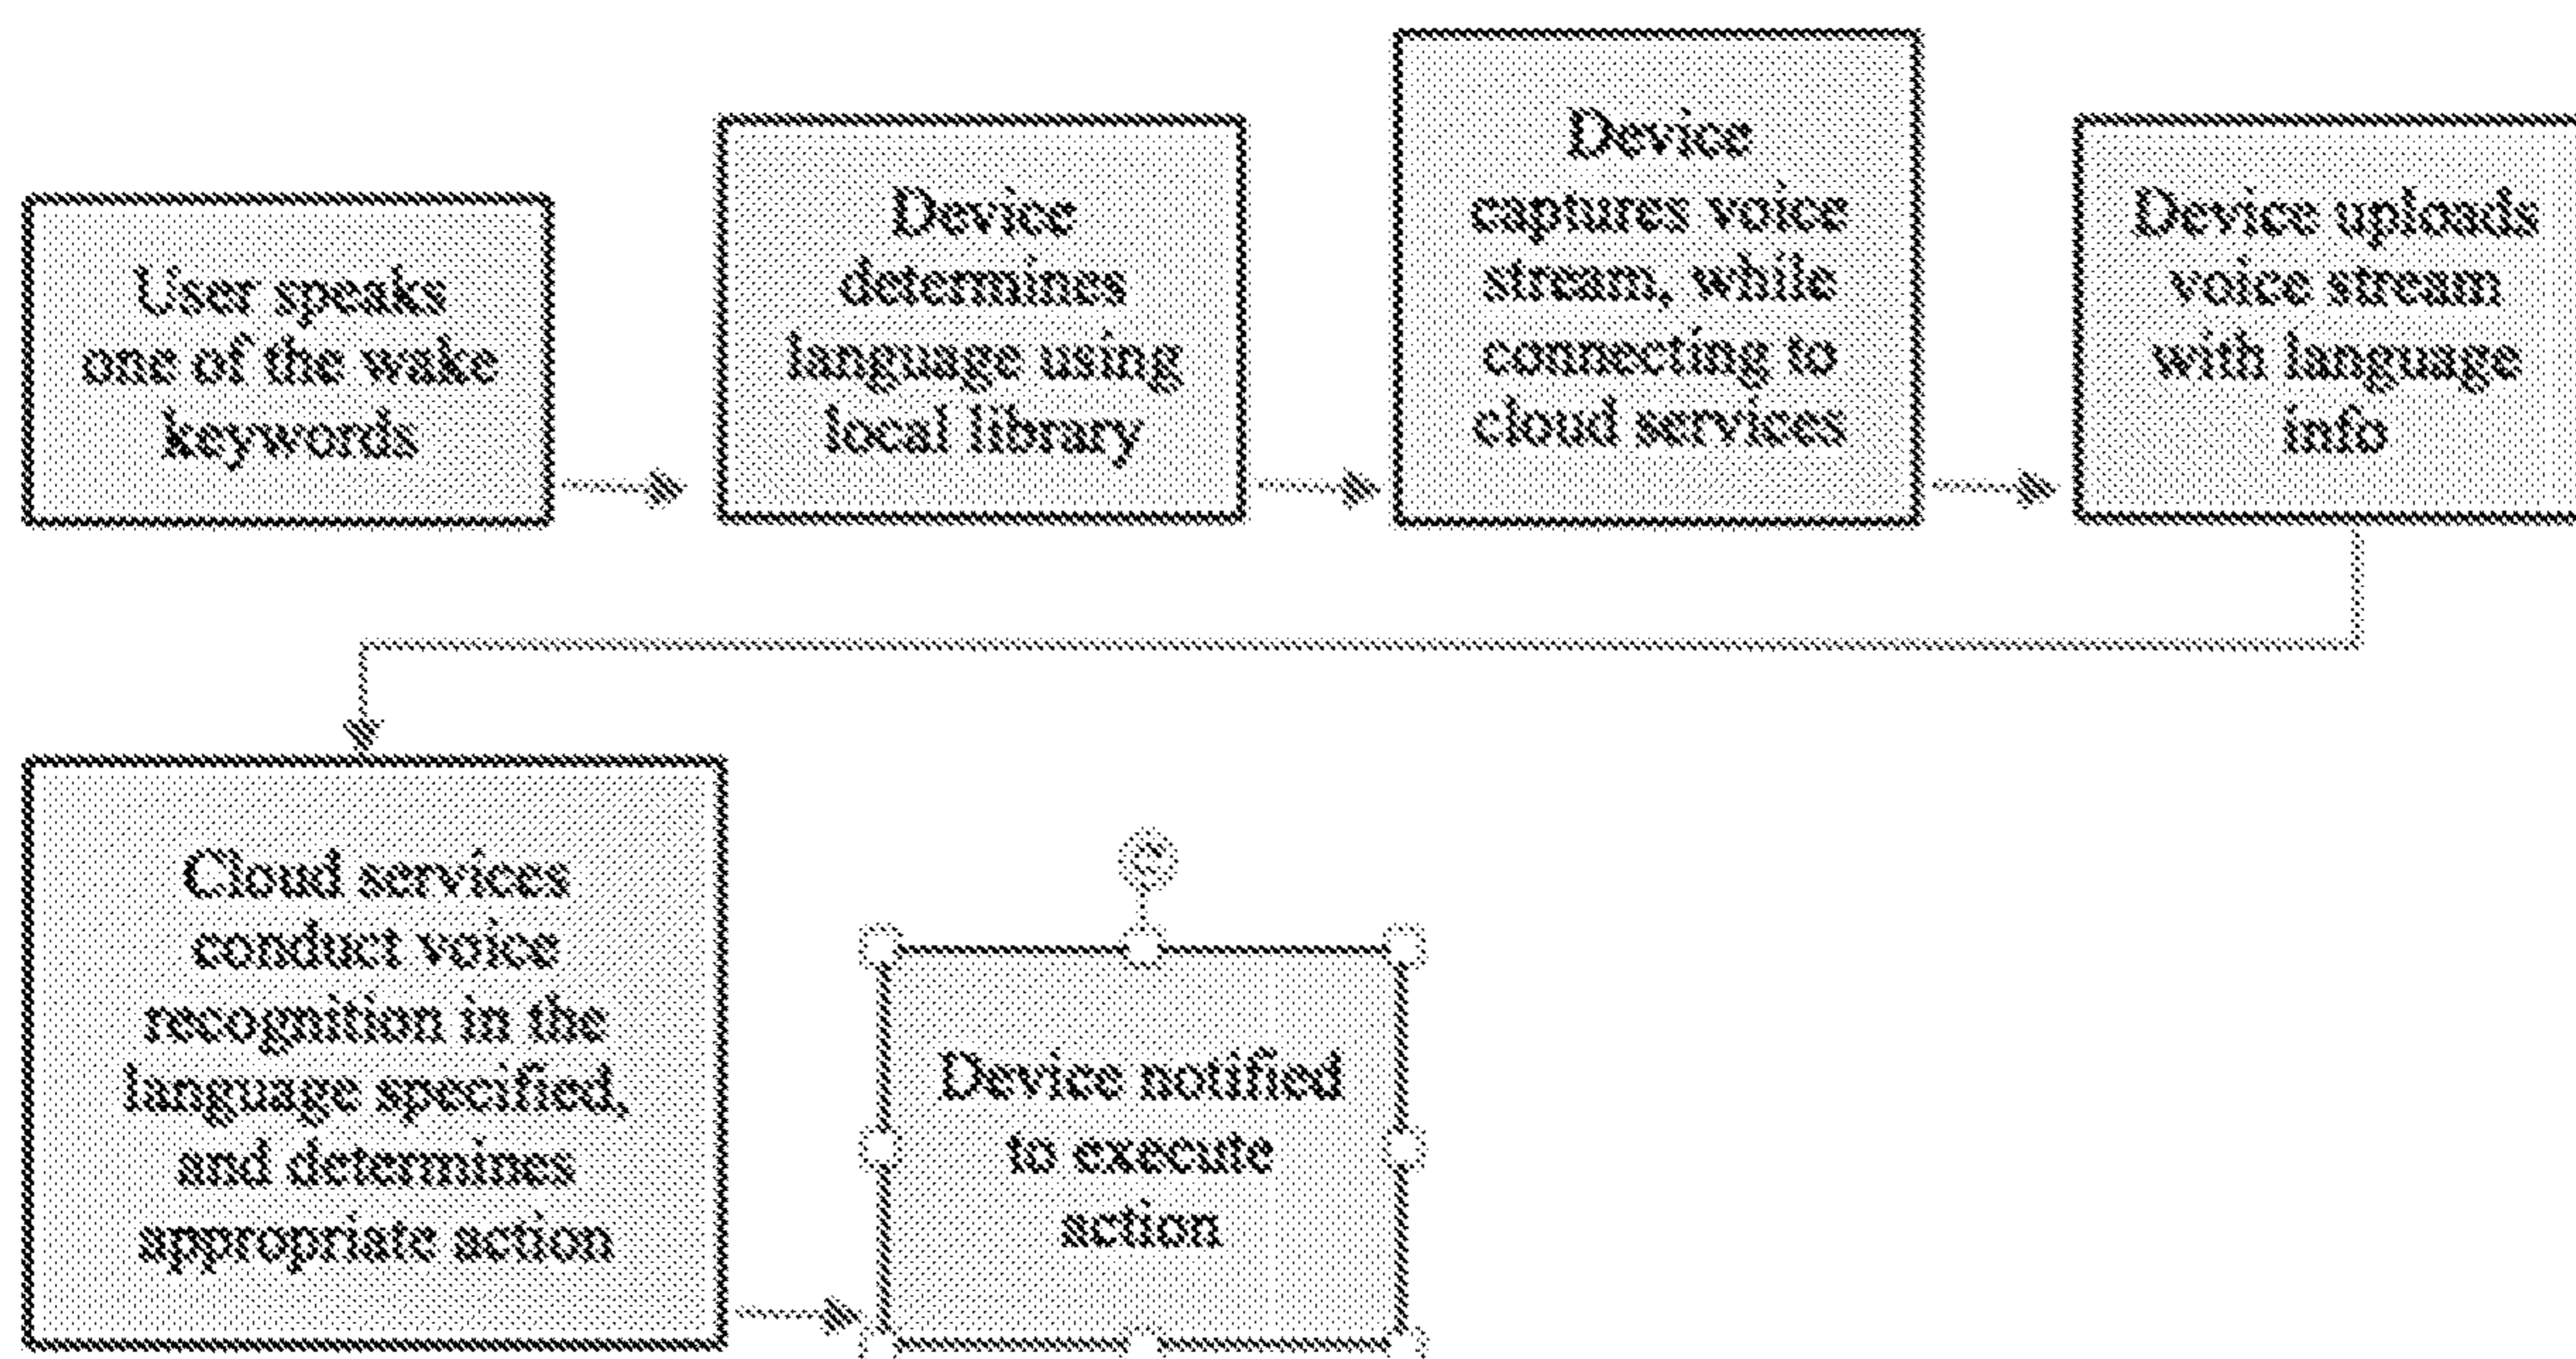 User speaks
one of the wake
keywords
Device
determines
language using
local library
Device
captures voice
stream, while
connecting to
cloud services
Device uploads
voice stream
with language
info
Cloud services
conduct voice
recognition in the
language specified,
and determines
appropriate action
Device notified
to execute
action